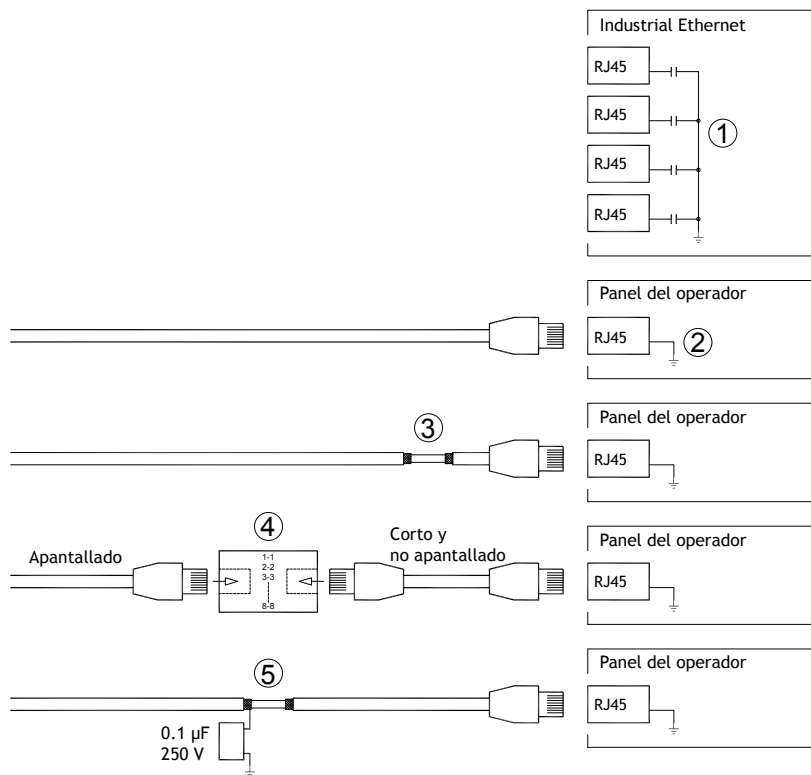 Industrial Ethernet
RJ45
RJ45
1
RJ45
RJ45
Panel del operador
RJ45
2
Panel del operador
3
RJ45
Panel del operador
4
Apantallado
1-1
2-2
3-3
8-8
Corto y
no apantallado
RJ45
Panel del operador
5
RJ45
0.1 µF
250 V